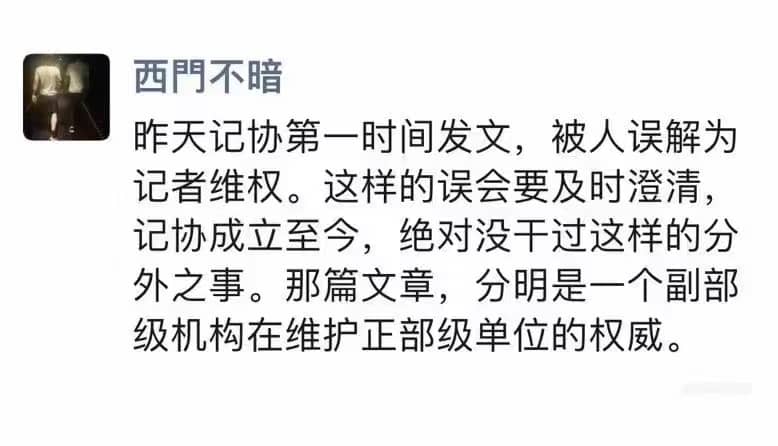 西門不暗
昨天记协第一时间发文，被人误解为
记者维权。这样的误会要及时澄清，
记协成立至今，绝对没干过这样的分
外之事。那篇文章，分明是一个副部
级机构在维护正部级单位的权威。